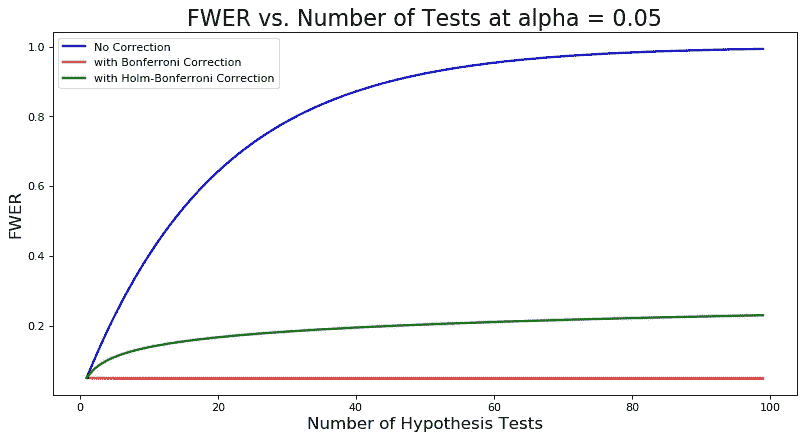 FWER vs. Number of Tests at alpha = 0.05
No Correction
with Bonferroni Correction
with Holm-Bonferroni Correction
FWER
1.0
0.8
0.6
0.4
0.2
0 20 40 60 80 100
Number of Hypothesis Tests